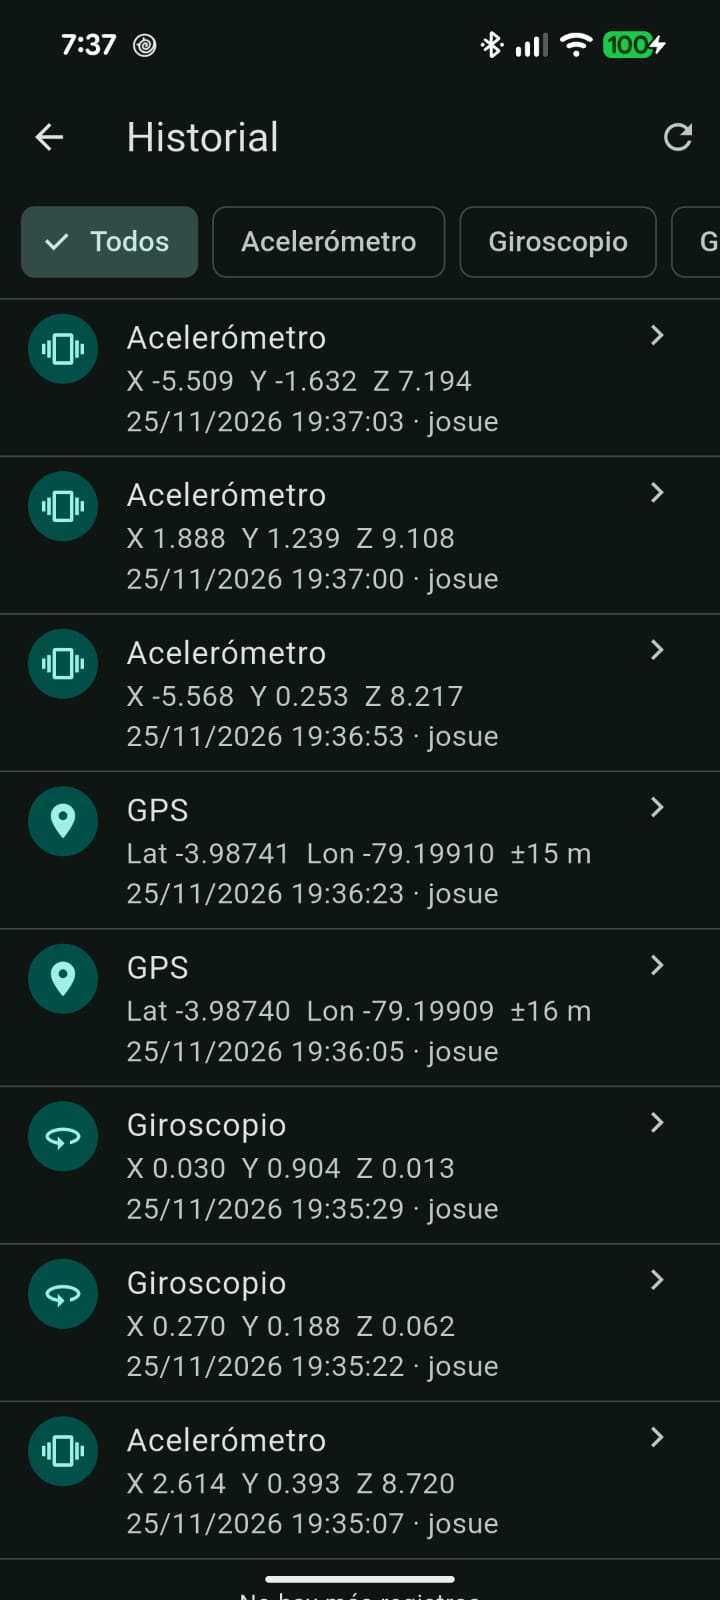 7:37
100
Historial
Todos
Acelerómetro
Giroscopio
G
Acelerómetro
X -5.509 Y -1.632 Z 7.194
25/11/2026 19:37:03 · josue
Acelerómetro
X 1.888 Y 1.239 Z 9.108
25/11/2026 19:37:00 · josue
Acelerómetro
X -5.568 Y 0.253 Z 8.217
25/11/2026 19:36:53 · josue
GPS
Lat -3.98741 Lon -79.19910 ±15 m
25/11/2026 19:36:23 · josue
GPS
Lat -3.98740 Lon -79.19909 ±16 m
25/11/2026 19:36:05 · josue
Giroscopio
X 0.030 Y 0.904 Z 0.013
25/11/2026 19:35:29 · josue
Giroscopio
X 0.270 Y 0.188 Z 0.062
25/11/2026 19:35:22 · josue
Acelerómetro
X 2.614 Y 0.393 Z 8.720
25/11/2026 19:35:07 · josue
No hay más registros